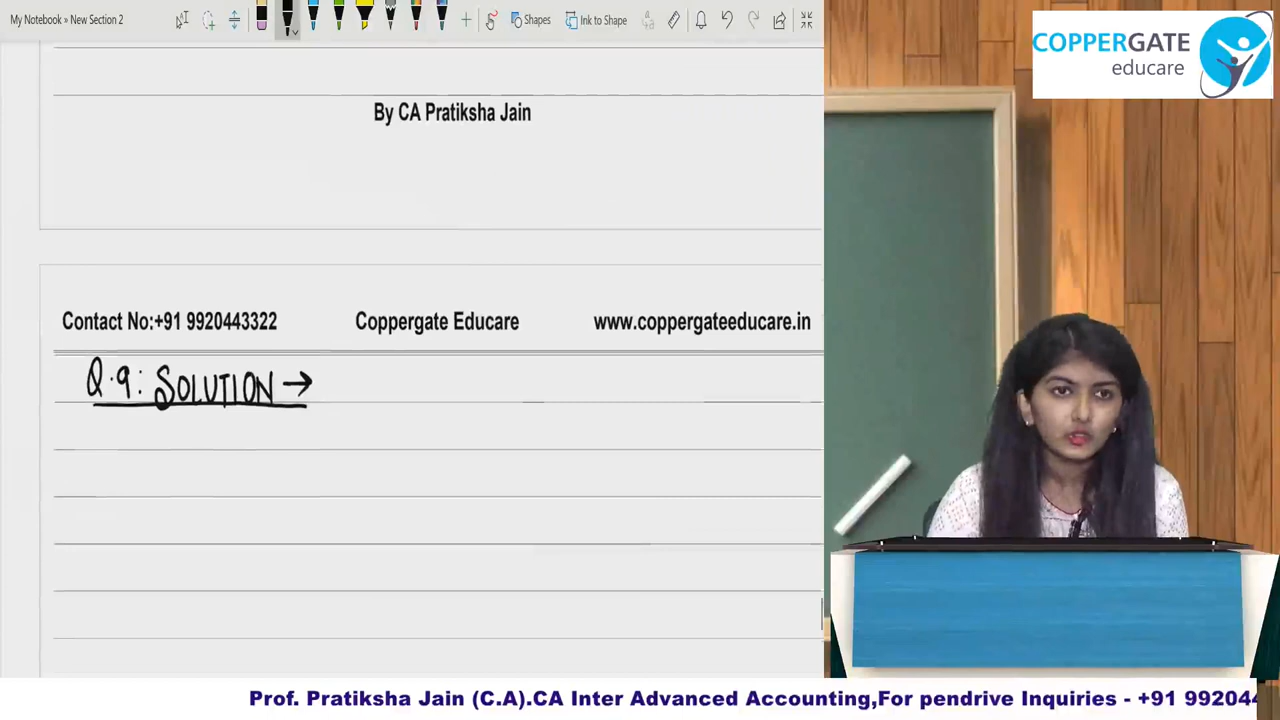 My Notebook » New Section 2
Shapes
Ink to Shape
COPPERGATE
educare
By CA Pratiksha Jain
Contact No:+91 9920443322 Coppergate Educare www.coppergateeducare.in
Q.9: SOLUTION →
Prof. Pratiksha Jain (C.A).CA Inter Advanced Accounting,For pendrive Inquiries - +91 99204